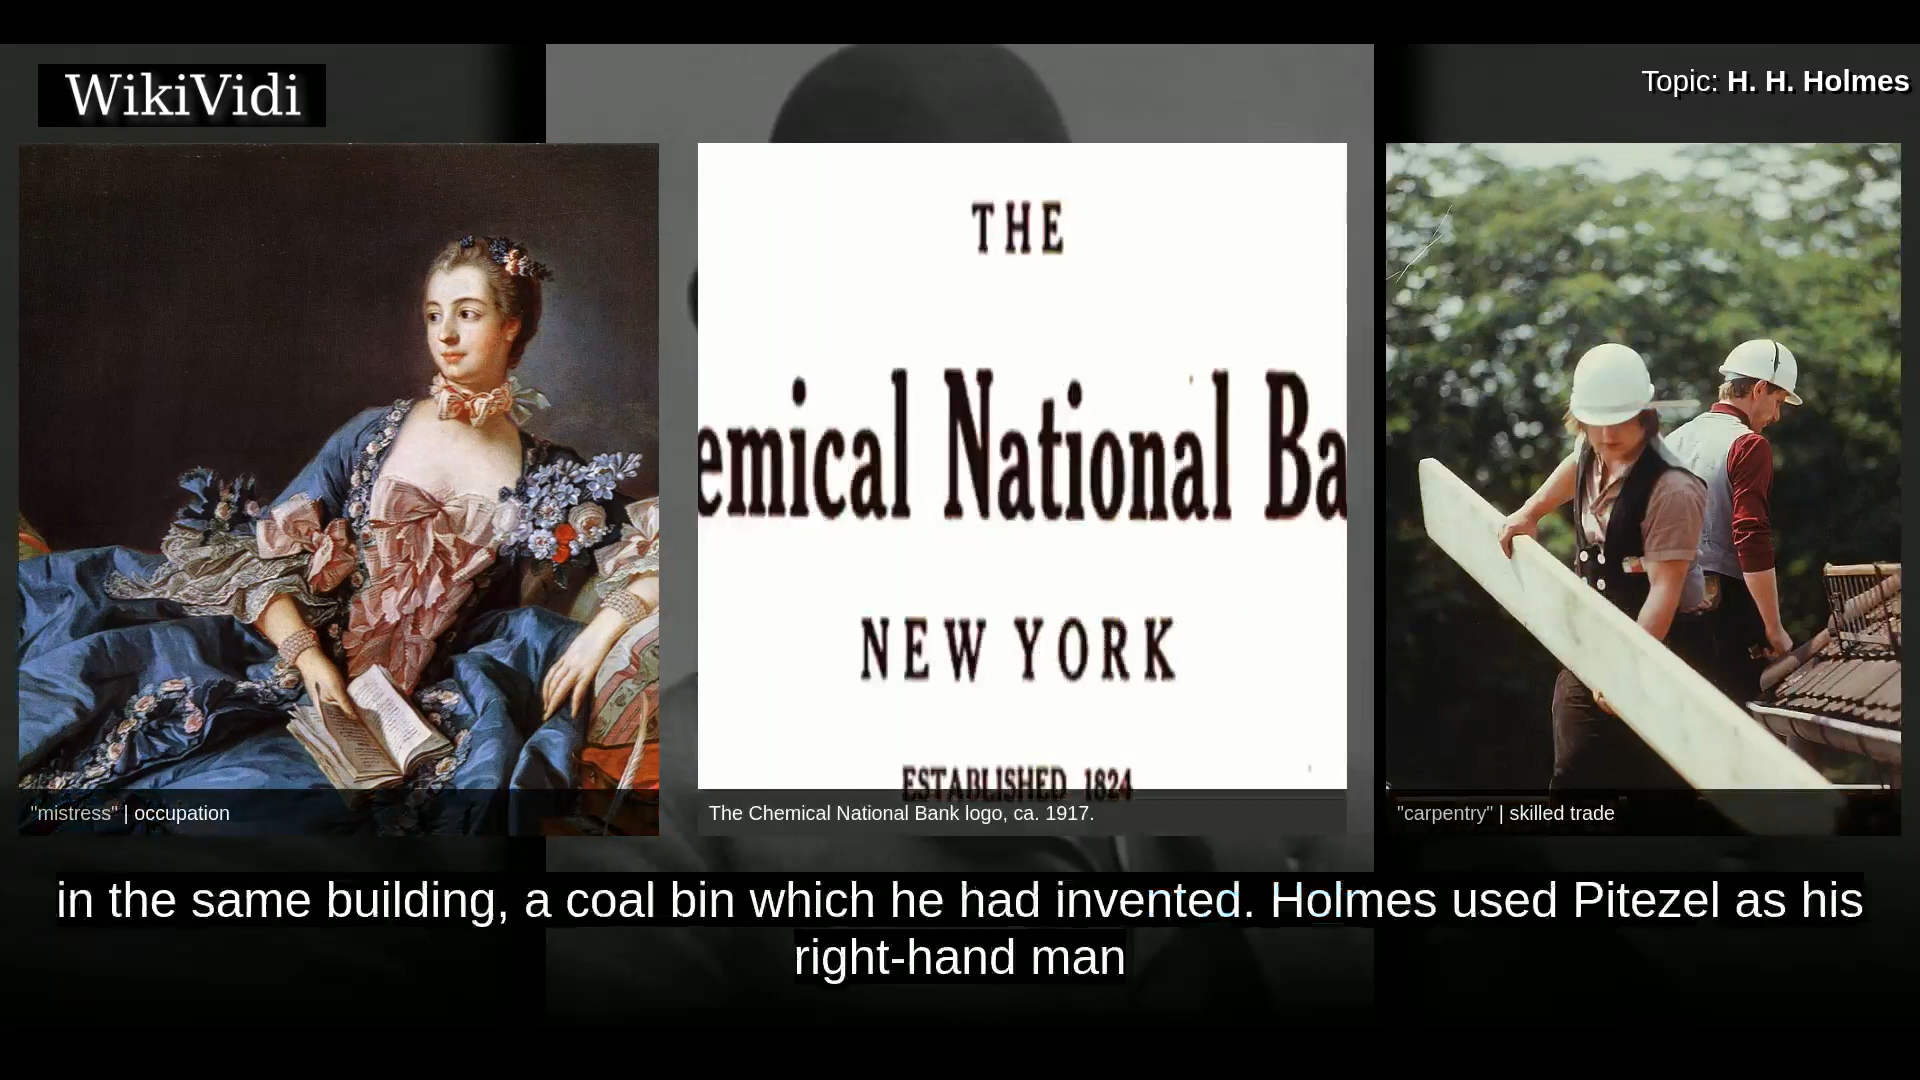 WikiVidi
Topic: H. H. Holmes
THE
emical National Ba
NEW YORK
ESTABLISHED 1824
"mistress" | occupation
The Chemical National Bank logo, ca. 1917.
"carpentry" | skilled trade
in the same building, a coal bin which he had invented. Holmes used Pitezel as his
right-hand man